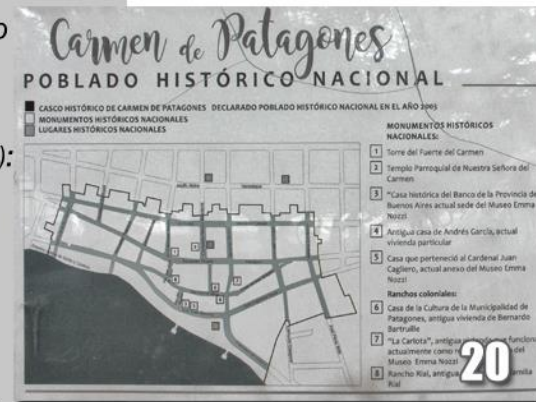 o
):
Carmen de Patagones
POBLADO HISTÓRICO NACIONAL
CASCO HISTÓRICO DE CARMEN DE PATAGONES DECLARADO POBLADO HISTÓRICO NACIONAL EN EL AÑO 2003
MONUMENTOS HISTÓRICOS NACIONALES
LUGARES HISTÓRICOS NACIONALES
MONUMENTOS HISTÓRICOS
NACIONALES:
1 Torre del Fuerte del Carmen
2 Templo Parroquial de Nuestra Señora del
Carmen
3 "Casa histórica del Banco de la Provincia de
Buenos Aires actual sede del Museo Emma
Nozzi
4 Antigua casa de Andrés García, actual
vivienda particular
5 Casa que perteneció al Cardenal Juan
Cagliero, actual anexo del Museo Emma
Nozzi
Ranchos coloniales:
6 Casa de la Cultura de la Municipalidad de
Patagones, antigua vivienda de Bernardo
Bartruille
7 "La Carlota", antigua funciona
actualmente como del
Museo Emma Nozzi
8 Rancho Rial, antigua familia
Rial
20